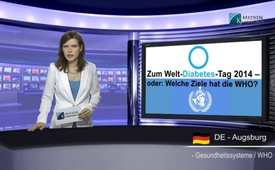 Zum Welt-Diabetes-Tag 2014 –
oder: Welche Ziele hat die WHO?
DE - Augsburg
- Gesundheitssysteme / WHO